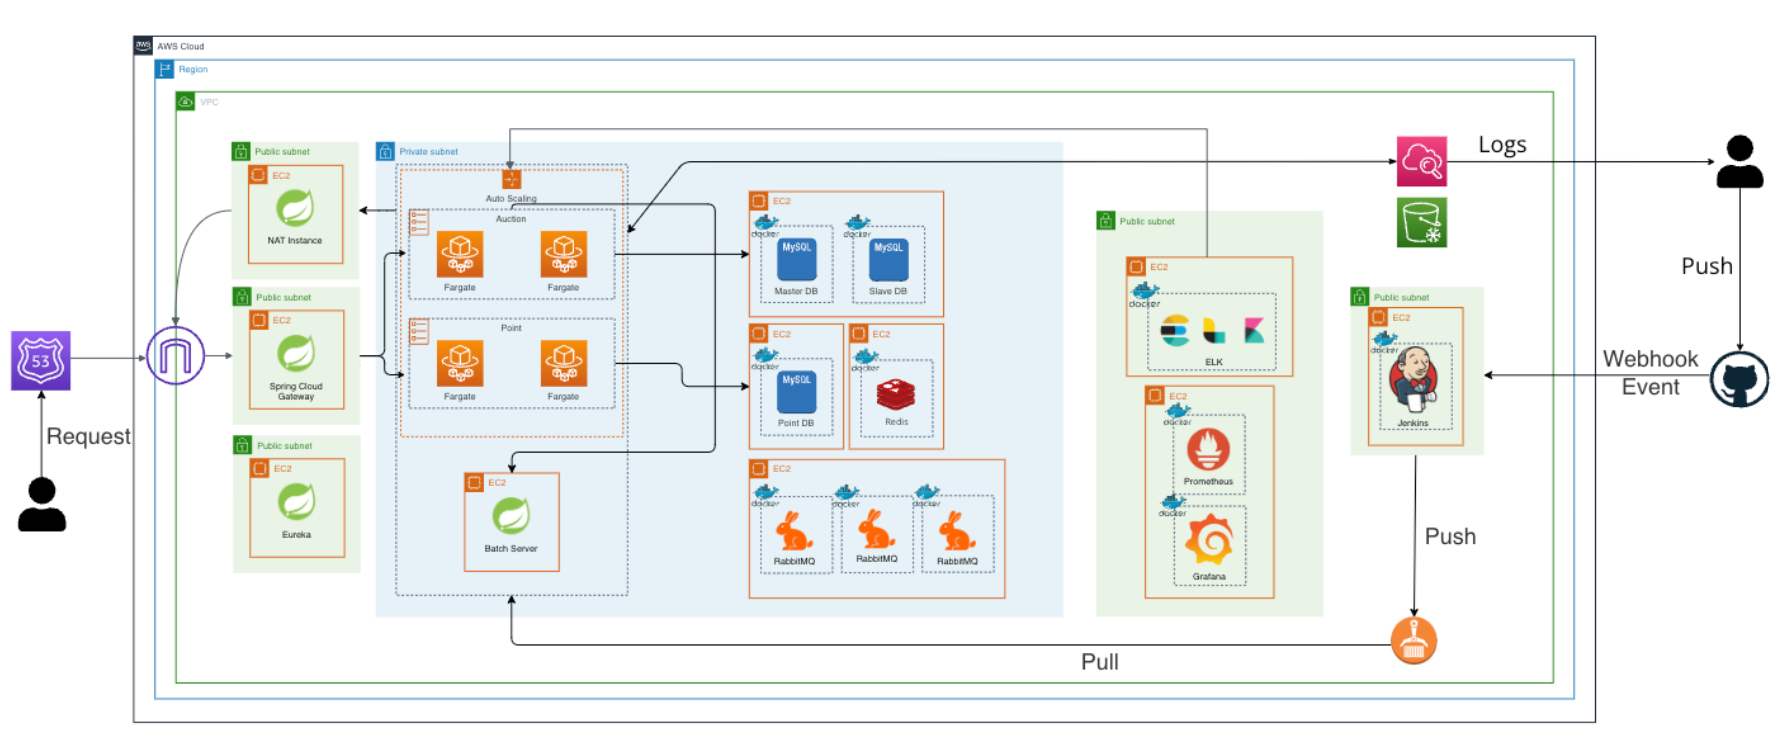 aws
AWS Cloud
Region
VPC
Public subnet
EC2
NAT Instance
Public subnet
EC2
Spring Cloud
Gateway
Public subnet
EC2
Eureka
53
Request
Private subnet
Auto Scaling
Auction
Fargate
Fargate
Point
Fargate
Fargate
EC2
Batch Server
EC2
docker
MySQL
Master DB
docker
MySQL
Slave DB
EC2
docker
MySQL
Point DB
EC2
docker
Redis
EC2
docker
RabbitMQ
docker
RabbitMQ
docker
RabbitMQ
Public subnet
EC2
docker
ELK
EC2
docker
Prometheus
docker
Grafana
Public subnet
EC2
docker
Jenkins
Logs
Push
Webhook
Event
Push
Pull